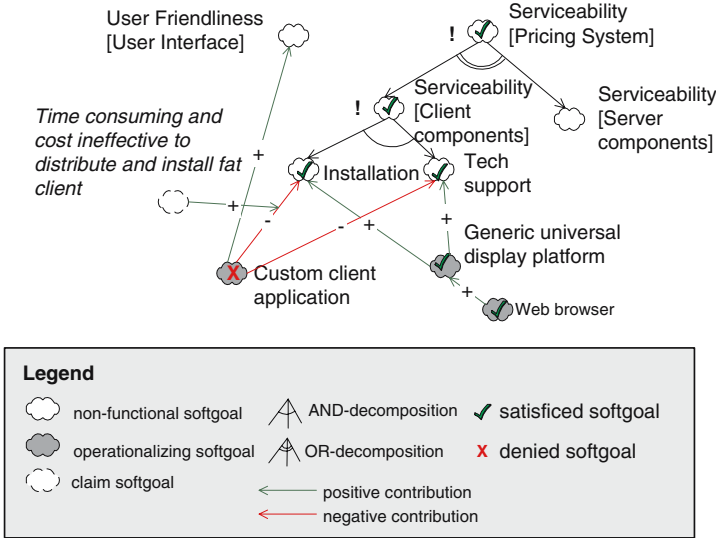 User Friendliness
[User Interface]
!
Serviceability
[Pricing System]
!
Serviceability
[Client
components]
Serviceability
[Server
components]
Time consuming and
cost ineffective to
distribute and install fat
client
+
Installation
Tech
support
+
-
-
+
+
Generic universal
display platform
X
Custom client
application
+
Web browser
Legend
non-functional softgoal
AND-decomposition
satisficed softgoal
operationalizing softgoal
OR-decomposition
X denied softgoal
claim softgoal
positive contribution
negative contribution